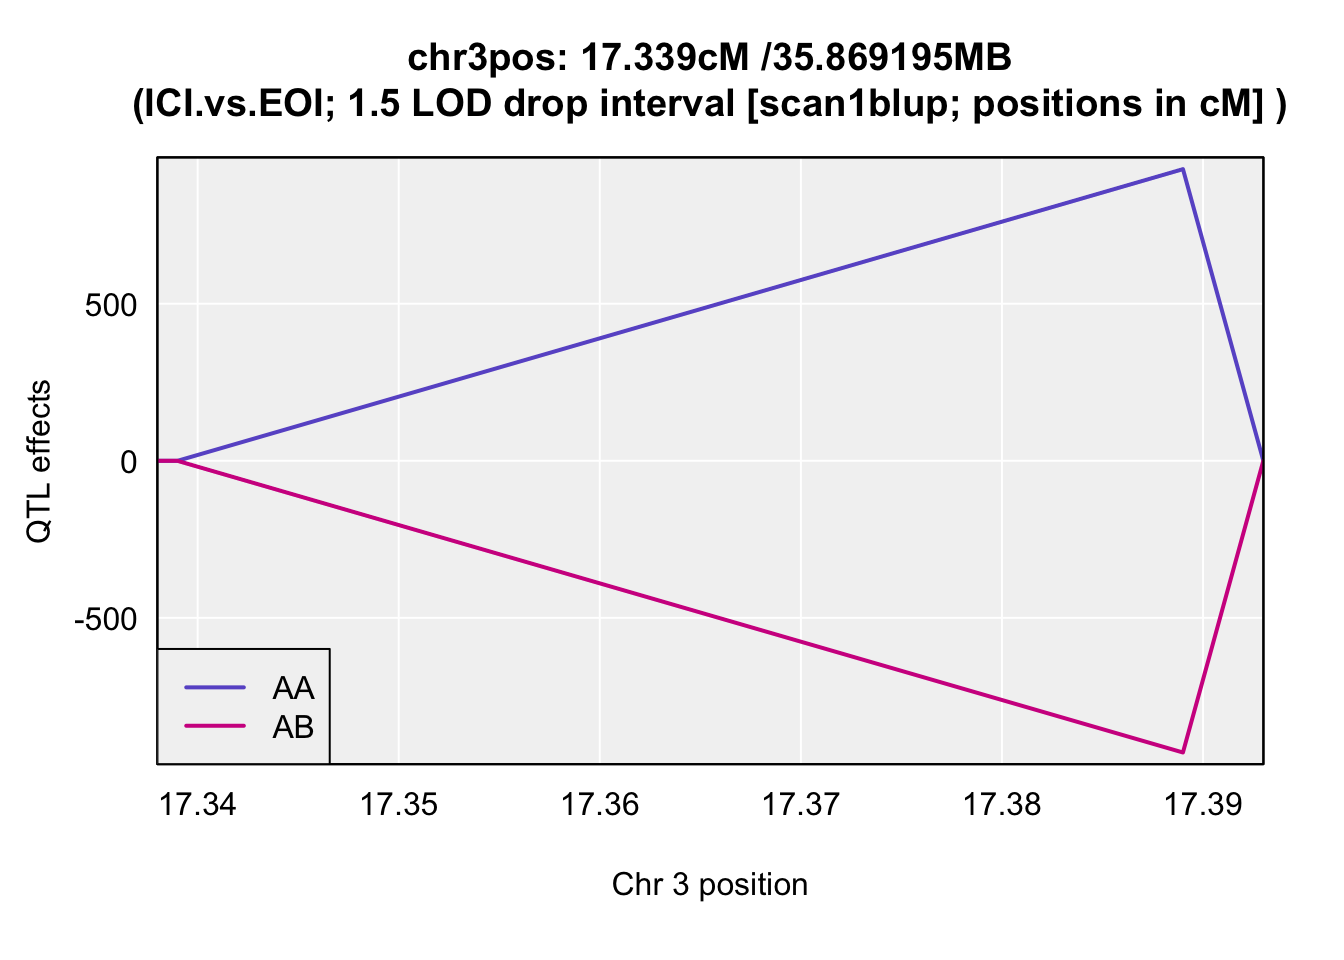 chr3pos: 17.339cM /35.869195MB
(ICI.vs.EOI; 1.5 LOD drop interval [scan1blup; positions in cM] )
QTL effects
500
0
-500
AA
AB
17.34 17.35 17.36 17.37 17.38 17.39
Chr 3 position